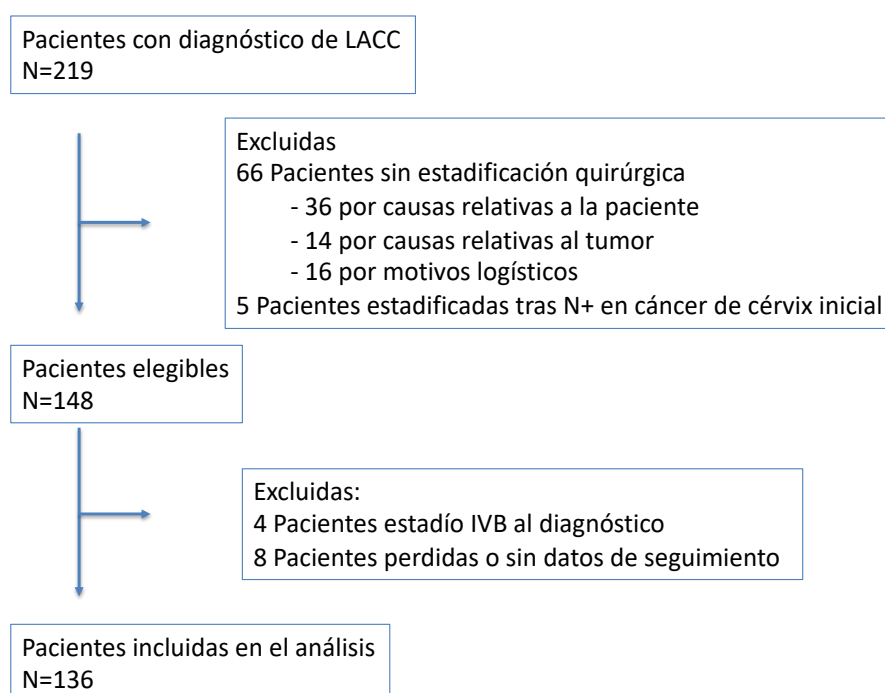 Pacientes con diagnóstico de LACC
N=219
Excluidas
66 Pacientes sin estadificación quirúrgica
- 36 por causas relativas a la paciente
- 14 por causas relativas al tumor
- 16 por motivos logísticos
5 Pacientes estadificadas tras N+ en cáncer de cérvix inicial
Pacientes elegibles
N=148
Excluidas:
4 Pacientes estadío IVB al diagnóstico
8 Pacientes perdidas o sin datos de seguimiento
Pacientes incluidas en el análisis
N=136